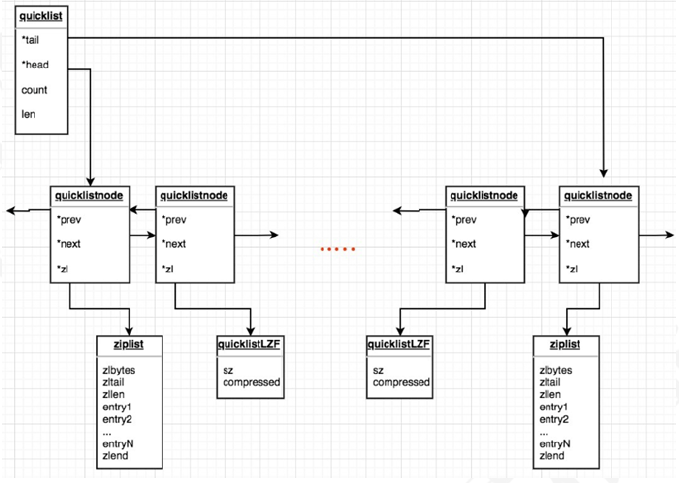 quicklist
*tail
*head
count
len
quicklistnode
*prev
*next
*zl
quicklistnode
*prev
*next
*zl
.....
quicklistnode
*prev
*next
*zl
quicklistnode
*prev
*next
*zl
ziplist
zlbytes
zltail
zllen
entry1
entry2
...
entryN
zlend
quicklistLZF
sz
compressed
quicklistLZF
sz
compressed
ziplist
zlbytes
zltail
zllen
entry1
entry2
...
entryN
zlend